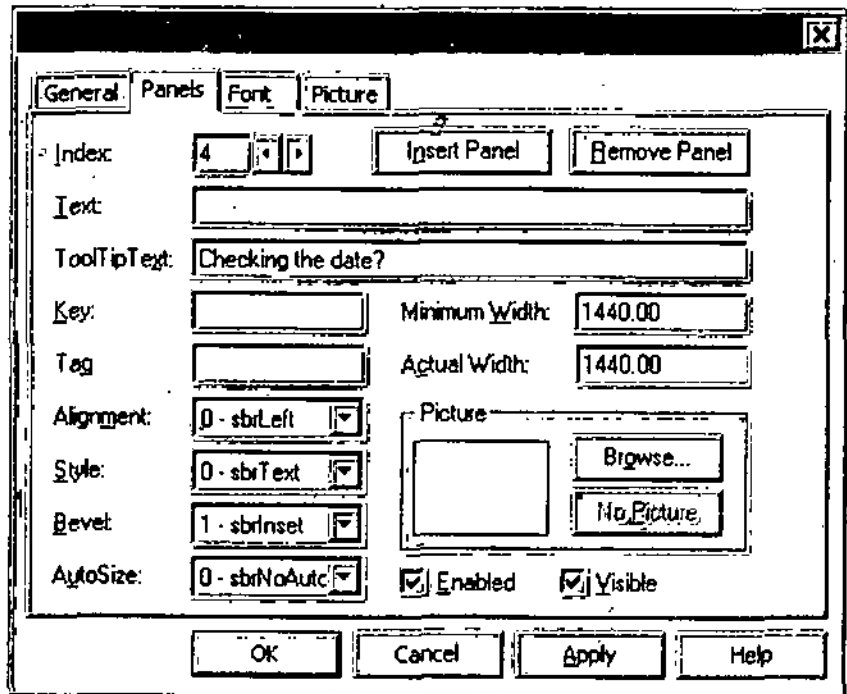 General Panels Font Picture
Index: 4 Insert Panel Remove Panel
Text:
ToolTipText: Checking the date?
Key: Minimum Width: 1440.00
Tag Actual Width: 1440.00
Alignment: 0 - sbrLeft Picture
Style: 0 - sbrText Browse...
Bevel: 1 - sbrInset No Picture
AutoSize: 0 - sbrNoAuto Enabled Visible
OK Cancel Apply Help